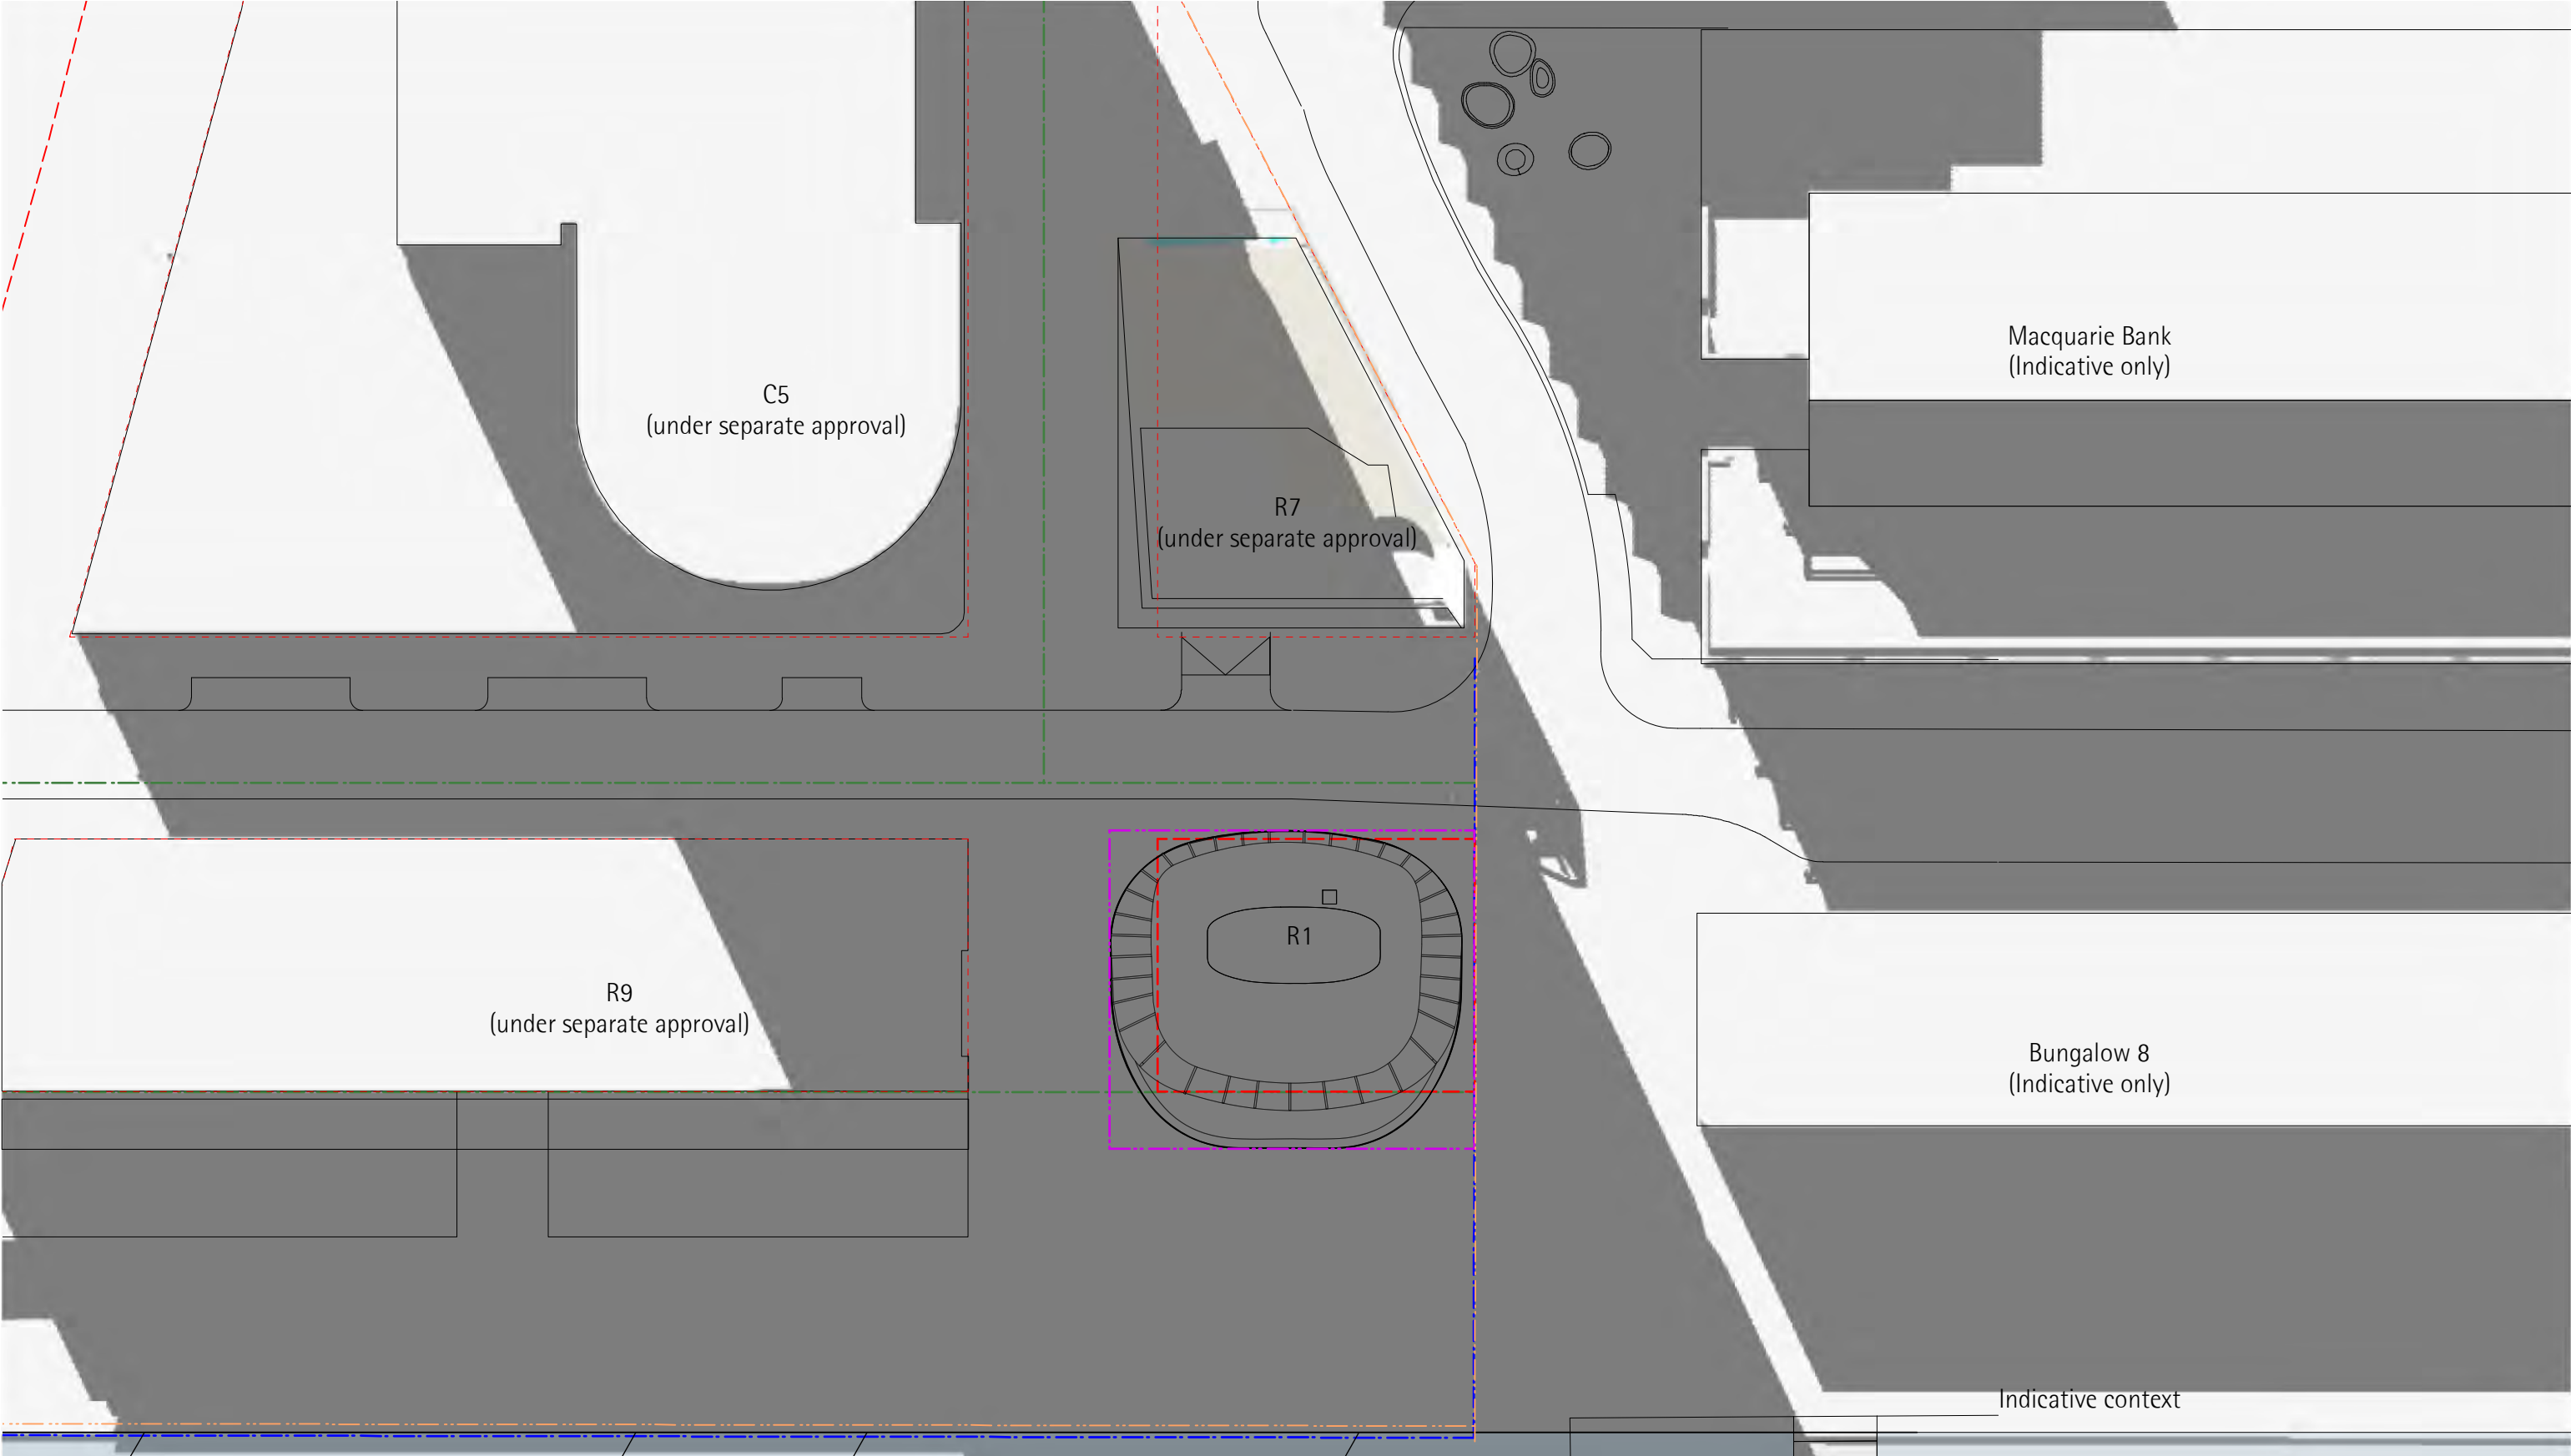 Macquarie Bank
(Indicative only)
C5
(under separate approval)
R7
(under separate approval)
R1
R9
(under separate approval)
Bungalow 8
(Indicative only)
Indicative context